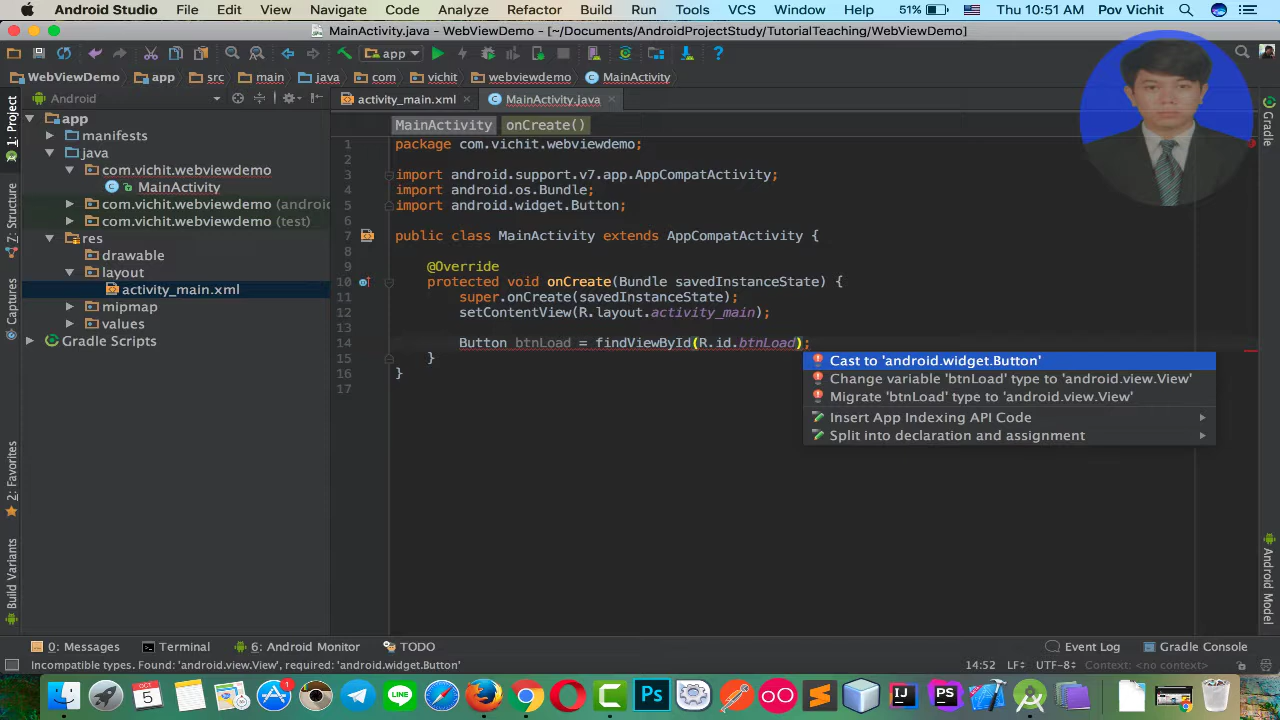 Android Studio File Edit View Navigate Code Analyze Refactor Build Run Tools VCS Window Help 51% Thu 10:51 AM Pov Vichit
MainActivity.java - WebViewDemo - [~/Documents/AndroidProjectStudy/TutorialTeaching/WebViewDemo]
app
WebViewDemo app src main java com vichit webviewdemo MainActivity
Android
activity_main.xml
MainActivity.java
1: Project
7: Structure
Captures
2: Favorites
Build Variants
app
manifests
java
com.vichit.webviewdemo
MainActivity
com.vichit.webviewdemo (android
com.vichit.webviewdemo (test)
res
drawable
layout
activity_main.xml
mipmap
values
Gradle Scripts
MainActivity onCreate()
1 package com.vichit.webviewdemo;
2
3 import android.support.v7.app.AppCompatActivity;
4 import android.os.Bundle;
5 import android.widget.Button;
6
7 public class MainActivity extends AppCompatActivity {
8
9 @Override
10 protected void onCreate(Bundle savedInstanceState) {
11 super.onCreate(savedInstanceState);
12 setContentView(R.layout.activity_main);
13
14 Button btnLoad = findViewById(R.id.btnLoad);
15 }
16 }
17
Cast to 'android.widget.Button'
Change variable 'btnLoad' type to 'android.view.View'
Migrate 'btnLoad' type to 'android.view.View'
Insert App Indexing API Code
Split into declaration and assignment
Gradle
Android Model
0: Messages Terminal 6: Android Monitor TODO Event Log Gradle Console
Incompatible types. Found: 'android.view.View', required: 'android.widget.Button' 14:52 LF÷ UTF-8÷ Context: <no context>
5
LINE
1
Ps
IJ
PS